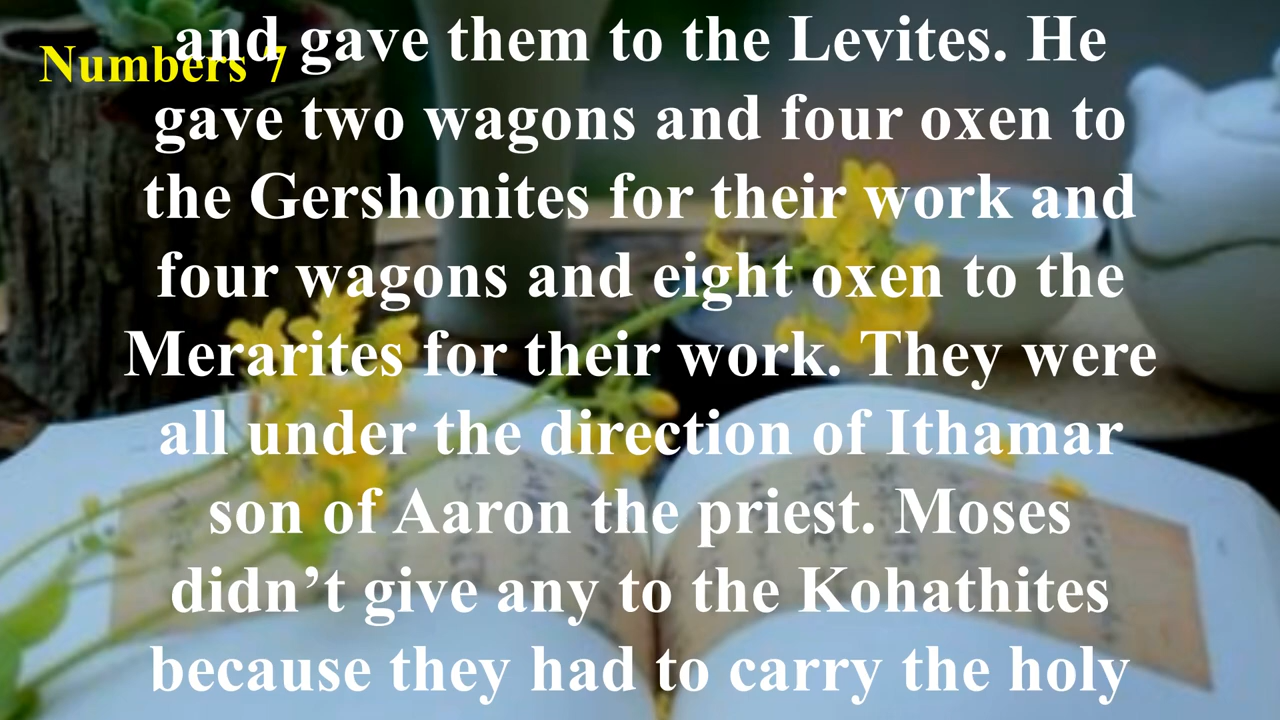 Numbers 7
and gave them to the Levites. He
gave two wagons and four oxen to
the Gershonites for their work and
four wagons and eight oxen to the
Merarites for their work. They were
all under the direction of Ithamar
son of Aaron the priest. Moses
didn’t give any to the Kohathites
because they had to carry the holy